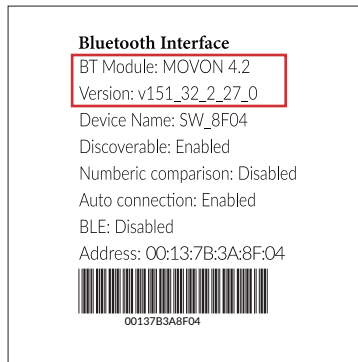 Bluetooth Interface
BT Module: MOVON 4.2
Version: v151_32_2_27_0
Device Name: SW_8F04
Discoverable: Enabled
Numberic comparison: Disabled
Auto connection: Enabled
BLE: Disabled
Address: 00:13:7B:3A:8F:04
00137B3A8F04